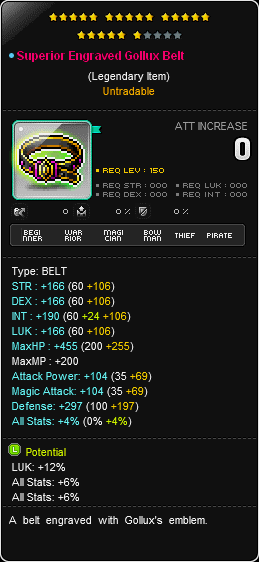 Superior Engraved Gollux Belt
(Legendary Item)
Untradable
ATT INCREASE
0
REQ LEV : 150
REQ STR : 000 REQ LUK : 000
REQ DEX : 000 REQ INT : 000
0 0 % 0 %
BEGINNER WARRIOR MAGICIAN BOWMAN THIEF PIRATE
Type: BELT
STR : +166 (60 +106)
DEX : +166 (60 +106)
INT : +190 (60 +24 +106)
LUK : +166 (60 +106)
MaxHP : +455 (200 +255)
MaxMP : +200
Attack Power: +104 (35 +69)
Magic Attack: +104 (35 +69)
Defense: +297 (100 +197)
All Stats: +4% (0% +4%)
L Potential
LUK: +12%
All Stats: +6%
All Stats: +6%
A belt engraved with Gollux's emblem.